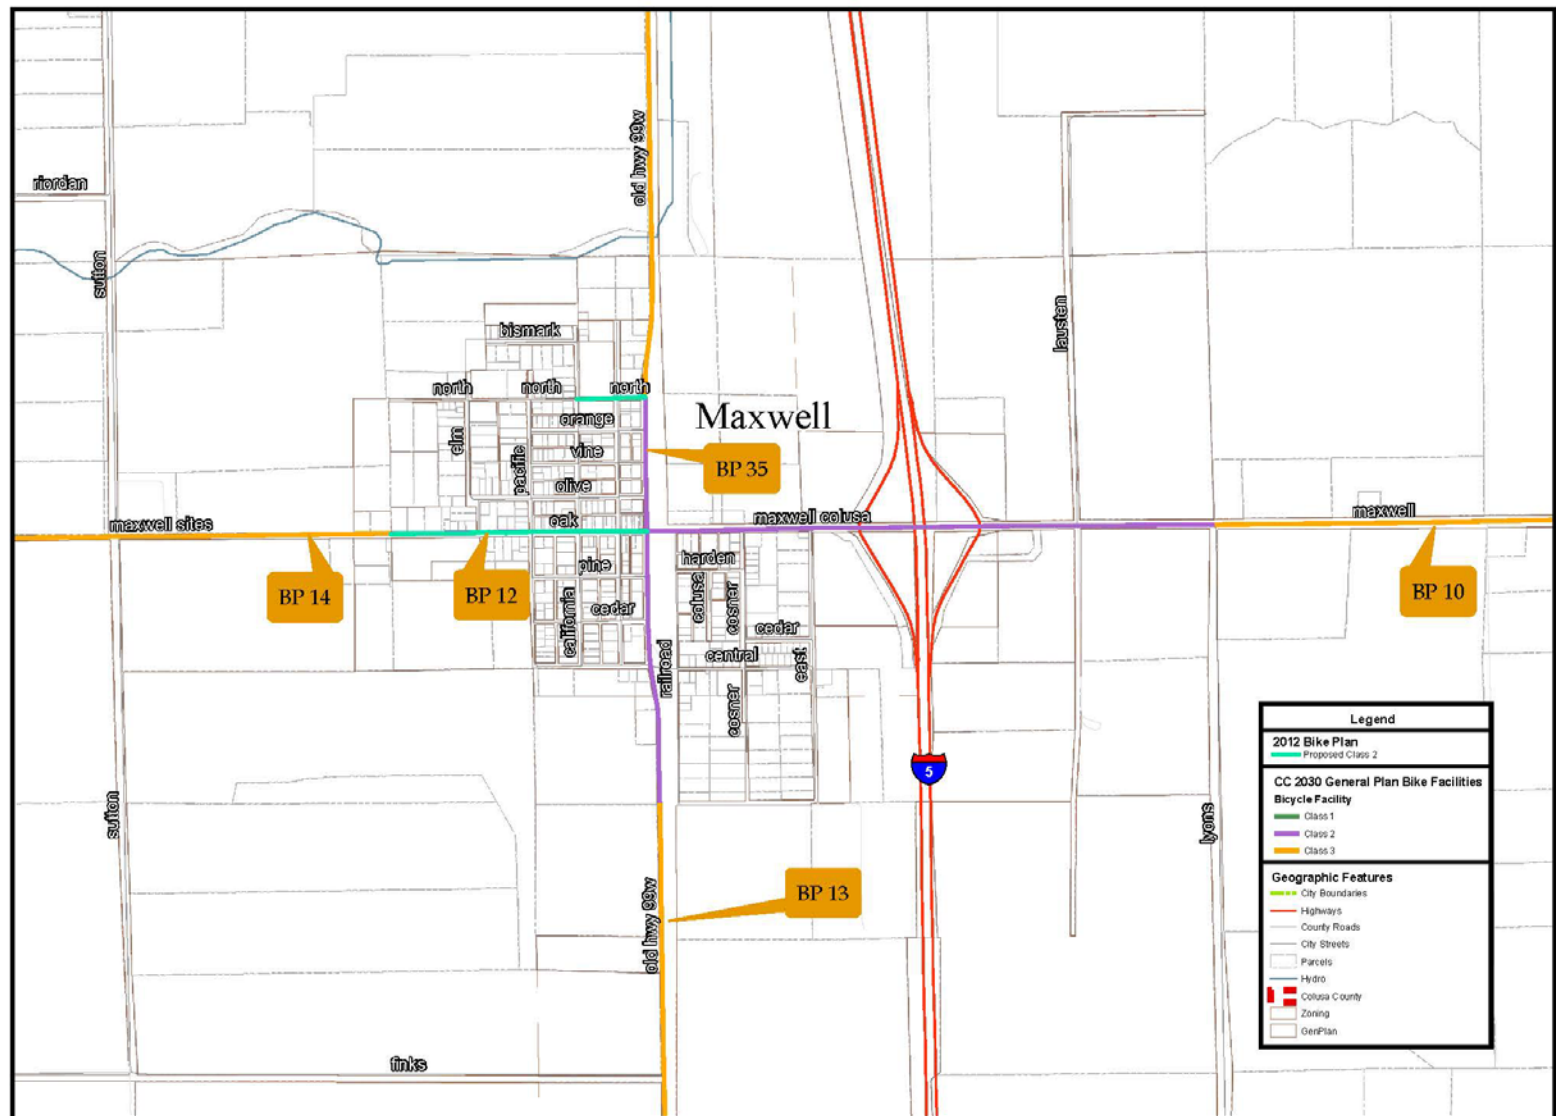 old hwy 99w
riordan
sutton
lausten
bismark
north
north
north
orange
Maxwell
elm
vine
pacific
BP 35
olive
maxwell sites
oak
maxwell colusa
maxwell
pine
harden
BP 14
BP 12
california
cedar
colusa
cosner
BP 10
cedar
central
east
railroad
cosner
5
sutton
lyons
BP 13
old hwy 99w
finks
Legend
2012 Bike Plan
Proposed Class 2
CC 2030 General Plan Bike Facilities
Bicycle Facility
Class 1
Class 2
Class 3
Geographic Features
City Boundaries
Highways
County Roads
City Streets
Parcels
Hydro
Colusa County
Zoning
GenPlan